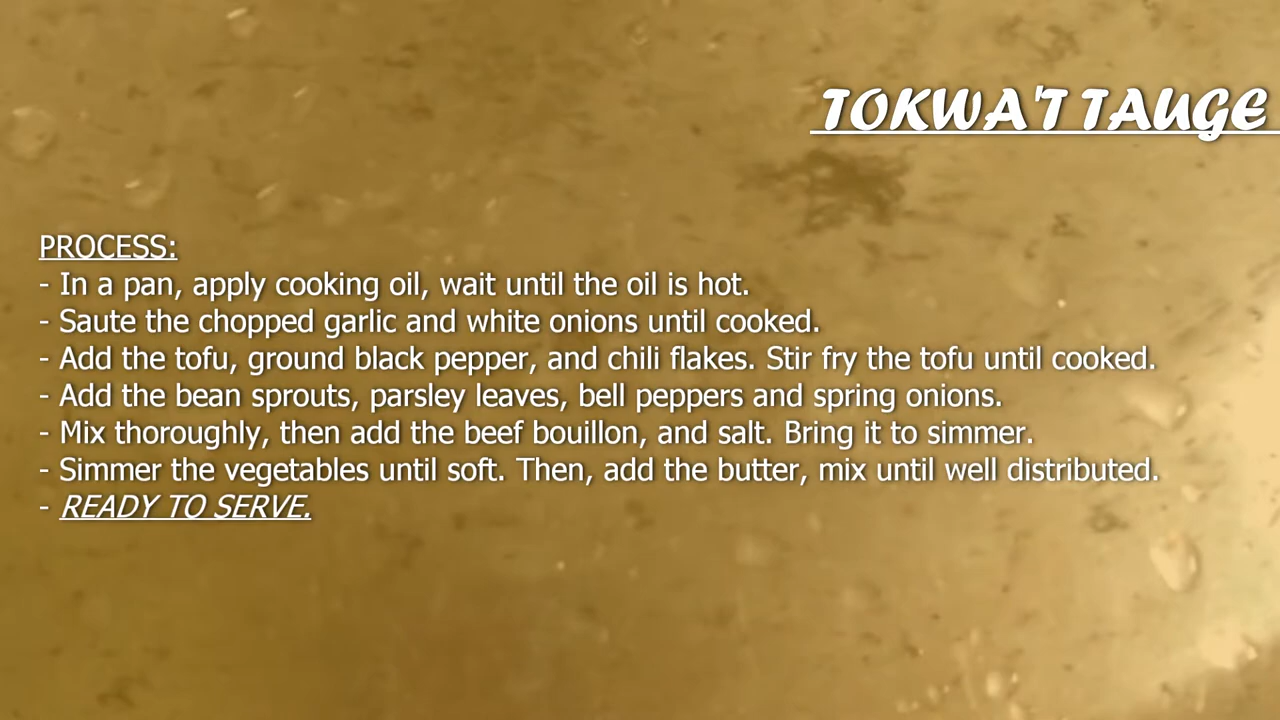 TOKWA'T TAUGE
PROCESS:
- In a pan, apply cooking oil, wait until the oil is hot.
- Saute the chopped garlic and white onions until cooked.
- Add the tofu, ground black pepper, and chili flakes. Stir fry the tofu until cooked.
- Add the bean sprouts, parsley leaves, bell peppers and spring onions.
- Mix thoroughly, then add the beef bouillon, and salt. Bring it to simmer.
- Simmer the vegetables until soft. Then, add the butter, mix until well distributed.
- READY TO SERVE.